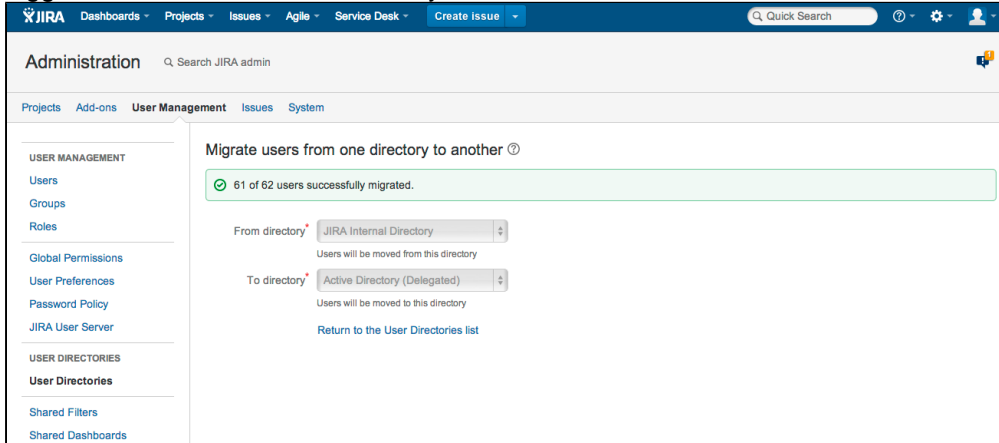 JIRA Dashboards Projects Issues Agile Service Desk Create issue Quick Search
Administration Search JIRA admin
Projects Add-ons User Management Issues System
USER MANAGEMENT
Users
Groups
Roles
Global Permissions
User Preferences
Password Policy
JIRA User Server
USER DIRECTORIES
User Directories
Shared Filters
Shared Dashboards
Migrate users from one directory to another
61 of 62 users successfully migrated.
From directory* JIRA Internal Directory
Users will be moved from this directory
To directory* Active Directory (Delegated)
Users will be moved to this directory
Return to the User Directories list